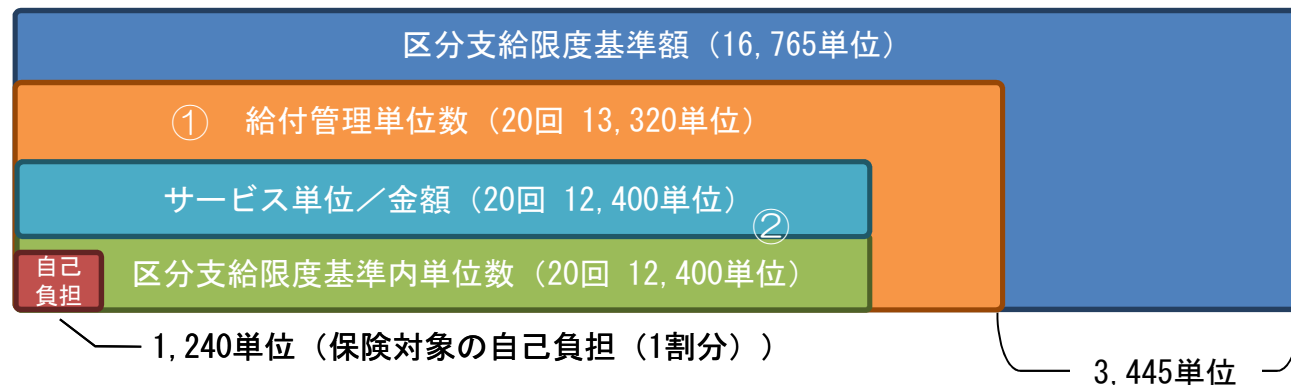 区分支給限度基準額（16,765単位）
① 給付管理単位数（20回 13,320単位）
サービス単位／金額（20回 12,400単位）
②
自己
負担
区分支給限度基準内単位数（20回 12,400単位）
1,240単位（保険対象の自己負担（1割分））
3,445単位